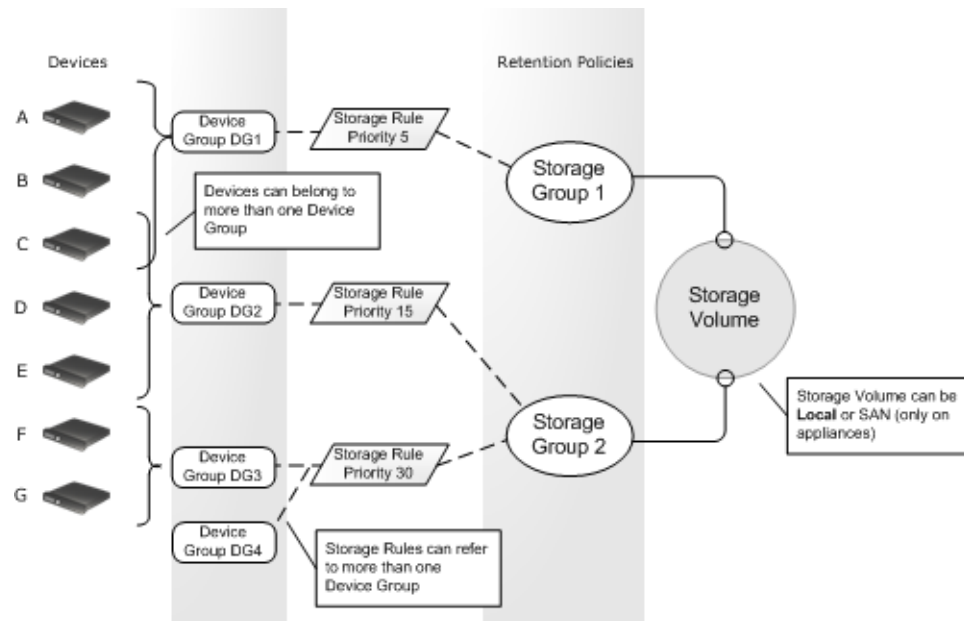 Devices
Retention Policies
A
B
C
D
E
F
G
Device
Group DG1
Storage Rule
Priority 5
Storage
Group 1
Devices can belong to
more than one Device
Group
Device
Group DG2
Storage Rule
Priority 15
Storage
Volume
Storage Volume can be
Local or SAN (only on
appliances)
Storage
Group 2
Device
Group DG3
Storage Rule
Priority 30
Device
Group DG4
Storage Rules can refer
to more than one
Device Group